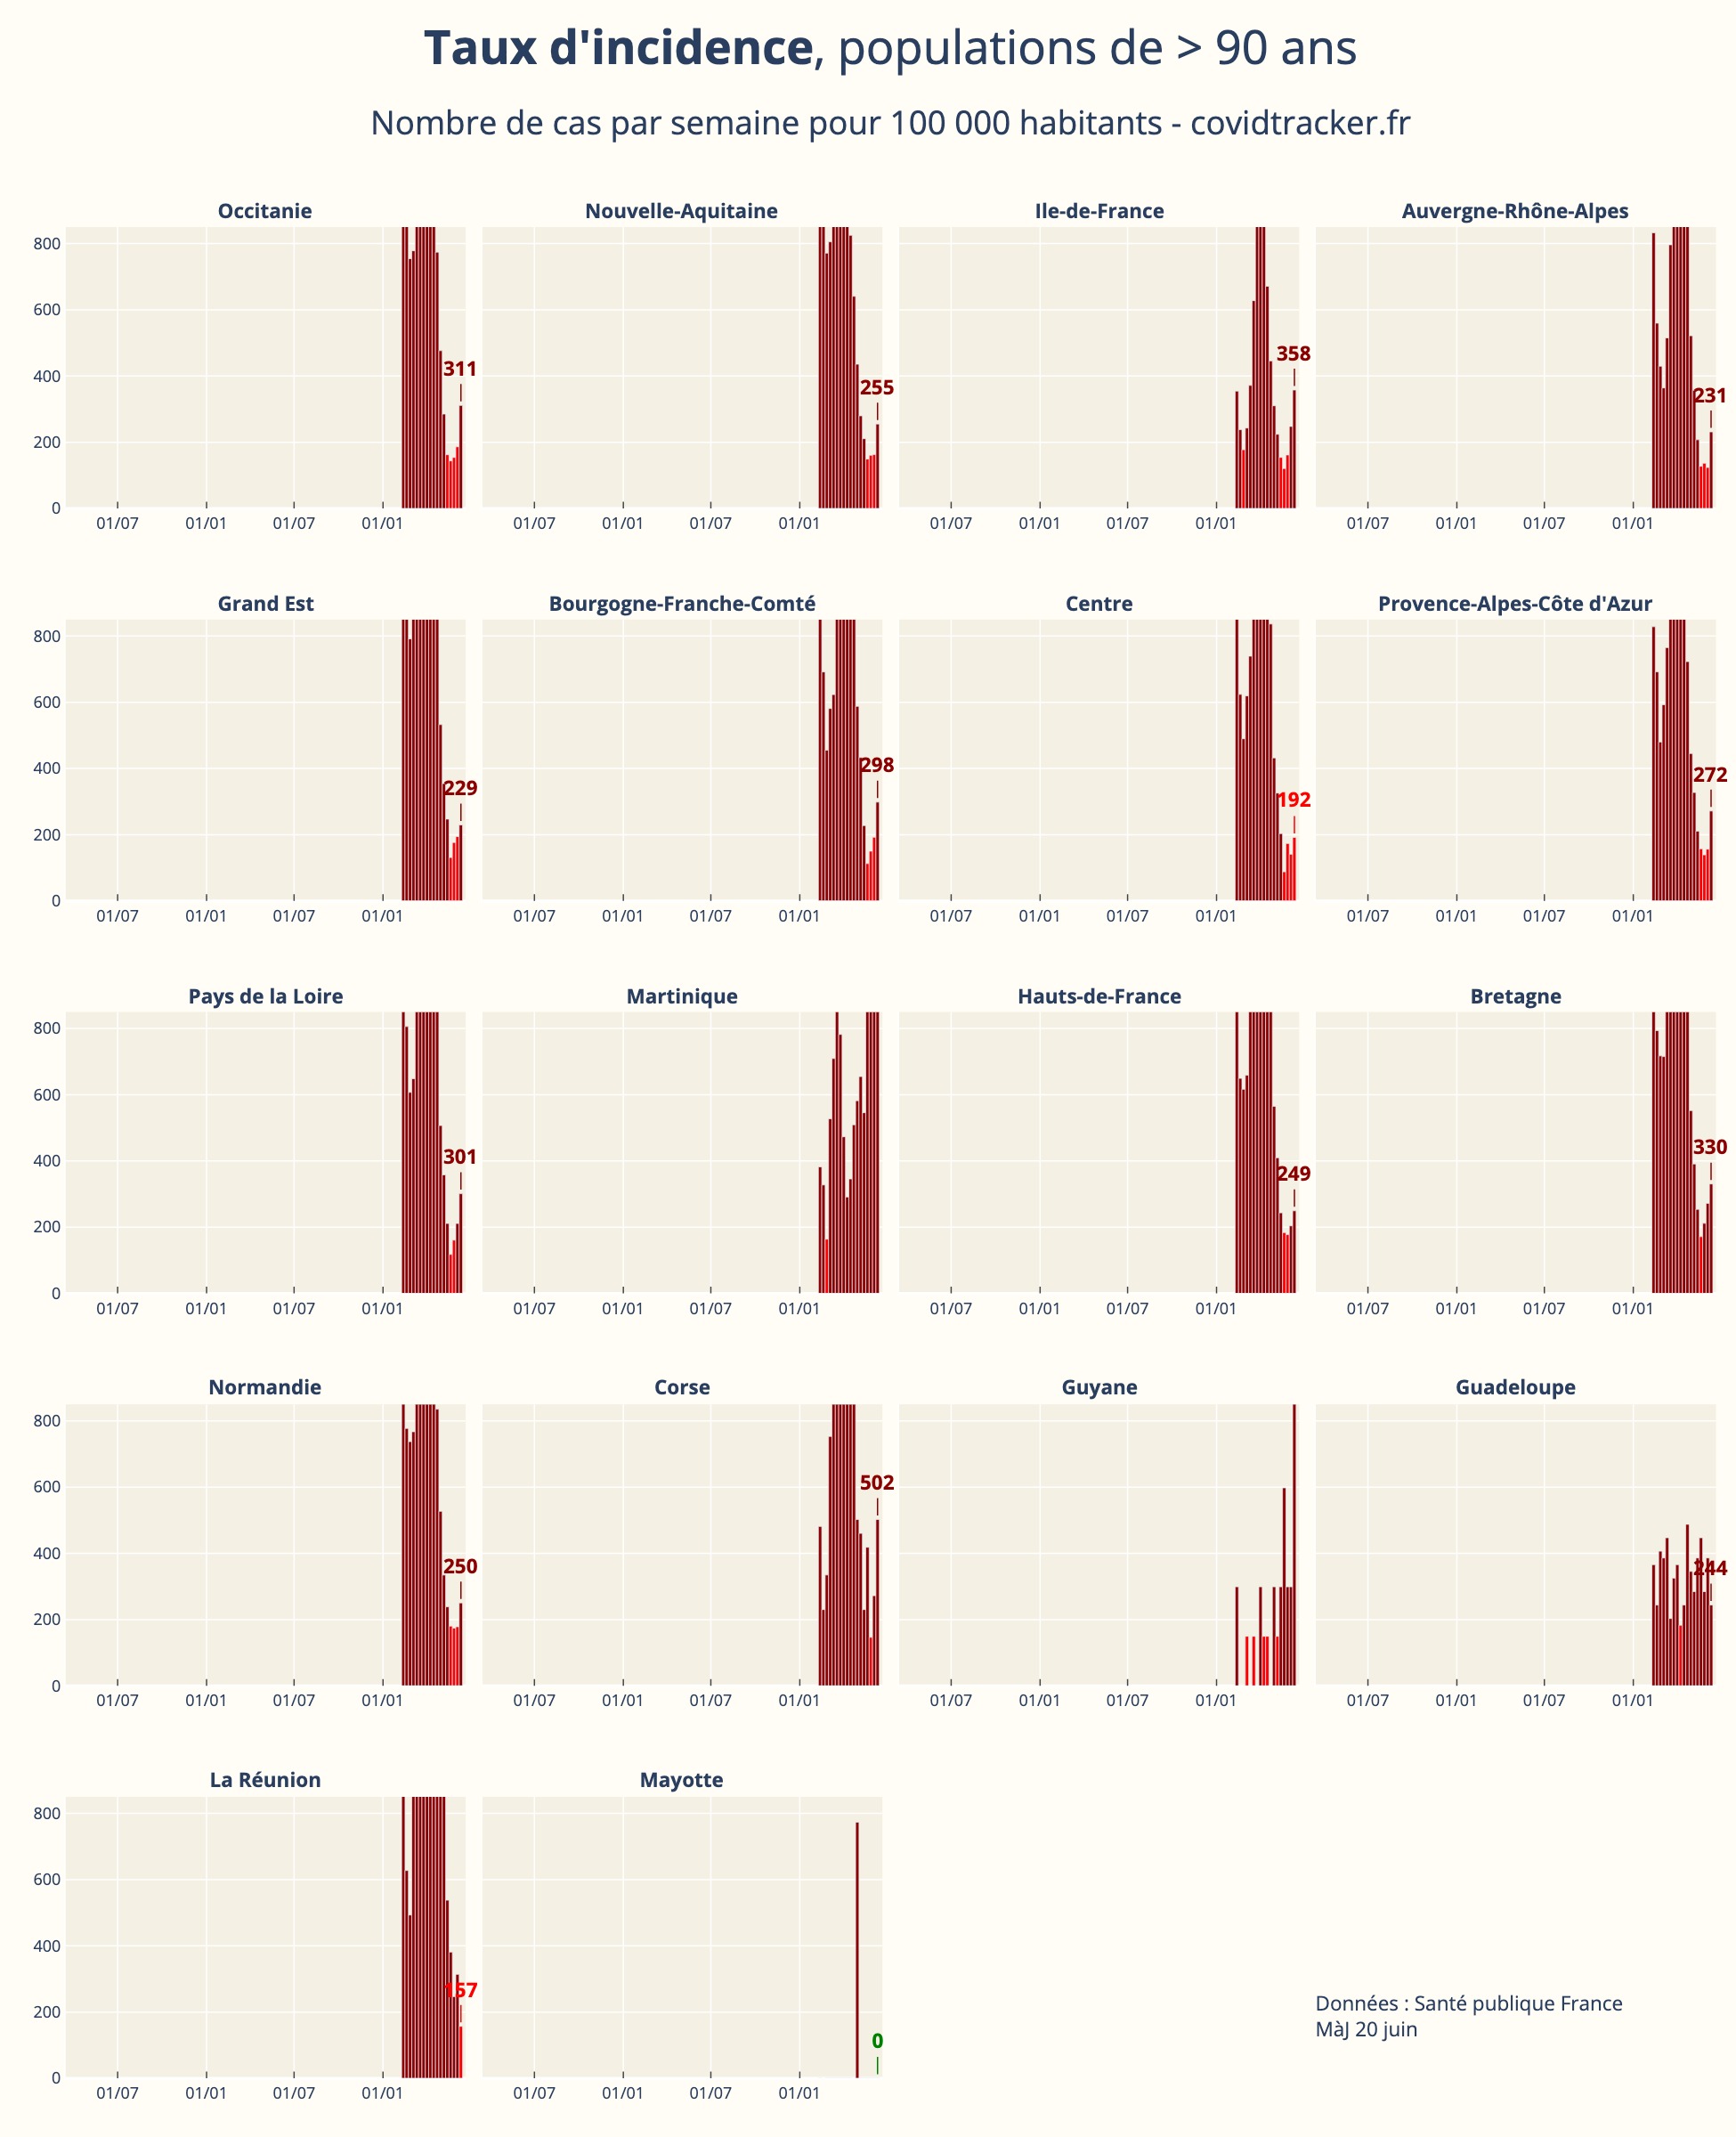 Taux d'incidence, populations de > 90 ans
Nombre de cas par semaine pour 100 000 habitants - covidtracker.fr
Occitanie Nouvelle-Aquitaine Ile-de-France Auvergne-Rhône-Alpes
800
600
400
200
0
311 255 358 231
01/07 01/01 01/07 01/01 01/07 01/01 01/07 01/01 01/07 01/01 01/07 01/01 01/07 01/01 01/07 01/01
Grand Est Bourgogne-Franche-Comté Centre Provence-Alpes-Côte d'Azur
800
600
400
200
0
229 298 192 272
01/07 01/01 01/07 01/01 01/07 01/01 01/07 01/01 01/07 01/01 01/07 01/01 01/07 01/01 01/07 01/01
Pays de la Loire Martinique Hauts-de-France Bretagne
800
600
400
200
0
301 249 330
01/07 01/01 01/07 01/01 01/07 01/01 01/07 01/01 01/07 01/01 01/07 01/01 01/07 01/01 01/07 01/01
Normandie Corse Guyane Guadeloupe
800
600
400
200
0
250 502 244
01/07 01/01 01/07 01/01 01/07 01/01 01/07 01/01 01/07 01/01 01/07 01/01 01/07 01/01 01/07 01/01
La Réunion Mayotte
800
600
400
200
0
157 0
01/07 01/01 01/07 01/01 01/07 01/01 01/07 01/01
Données : Santé publique France
MàJ 20 juin